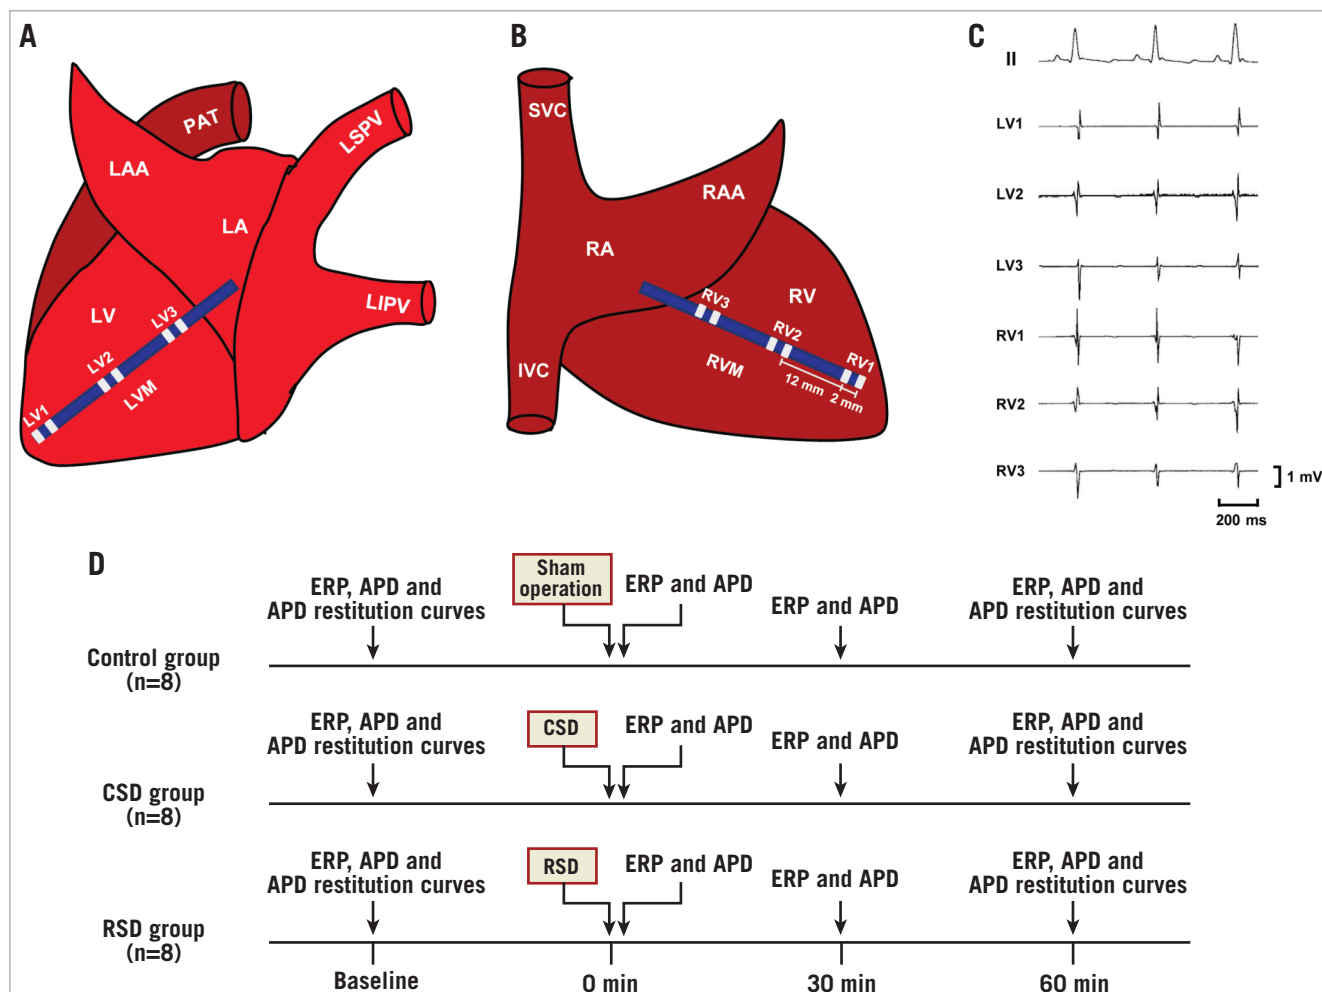 A
PAT
LAA
LSPV
LA
LIPV
LV
LV3
LV2
LVM
LV1
B
SVC
RAA
RA
RV
RV3
RV2
RV1
RVM
IVC
12 mm
2 mm
C
II
LV1
LV2
LV3
RV1
RV2
RV3
1 mV
200 ms
D
Control group
(n=8)
ERP, APD and
APD restitution curves
Sham
operation
ERP and APD
ERP and APD
ERP, APD and
APD restitution curves
CSD group
(n=8)
ERP, APD and
APD restitution curves
CSD
ERP and APD
ERP and APD
ERP, APD and
APD restitution curves
RSD group
(n=8)
ERP, APD and
APD restitution curves
RSD
ERP and APD
ERP and APD
ERP, APD and
APD restitution curves
Baseline
0 min
30 min
60 min